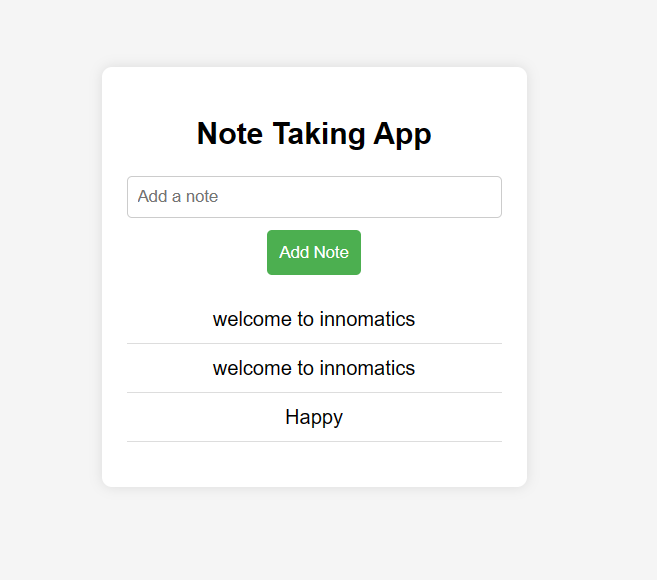 Note Taking App
Add a note
Add Note
welcome to innomatics
welcome to innomatics
Happy